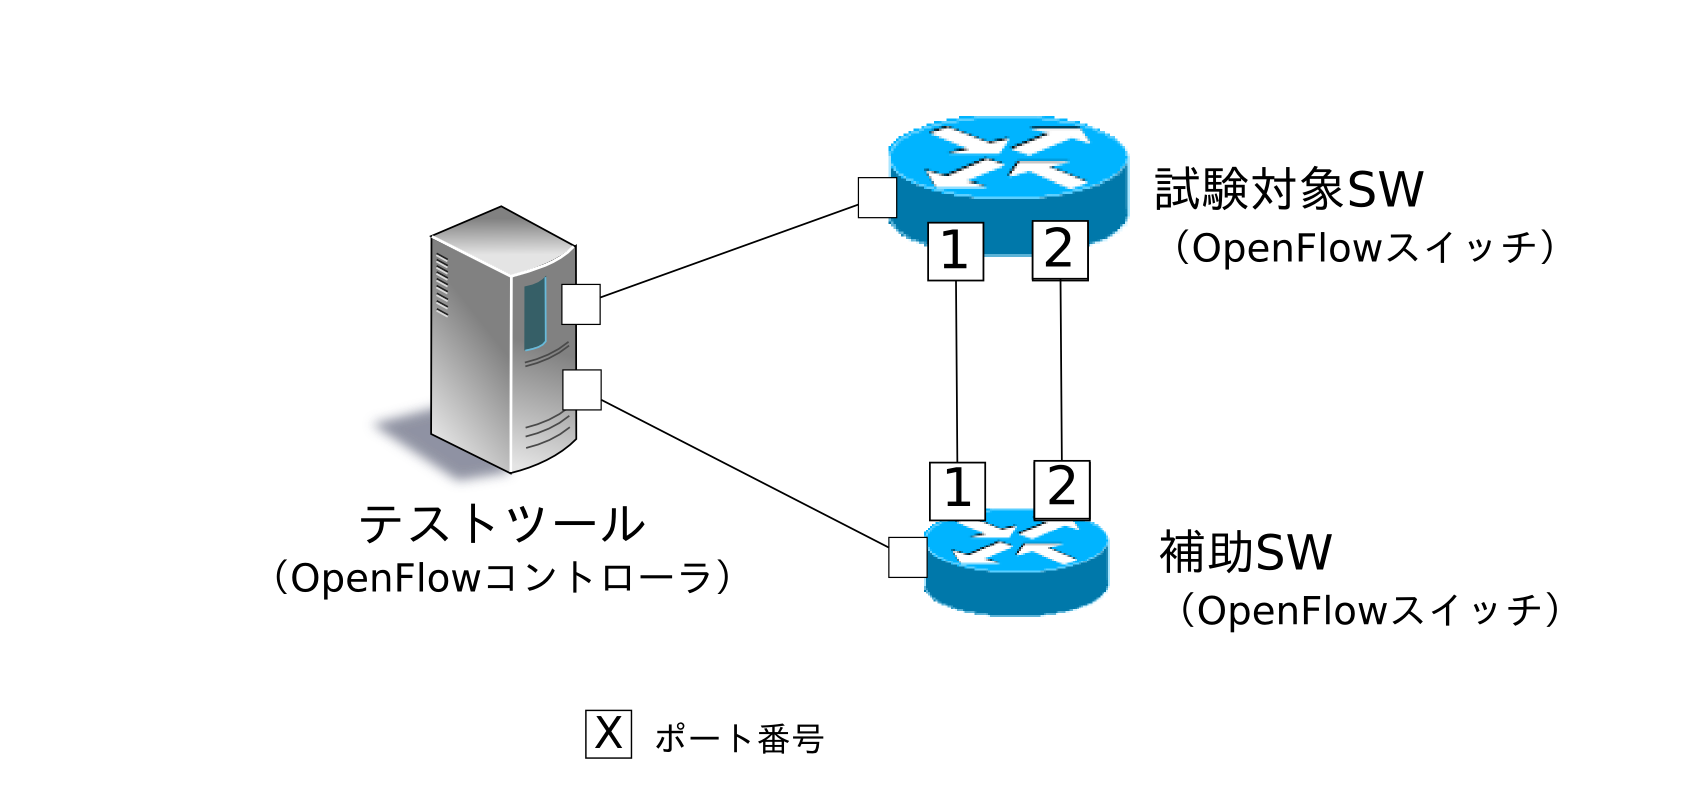 試験対象SW
（OpenFlowスイッチ）
1
2
テストツール
（OpenFlowコントローラ）
1
2
補助SW
（OpenFlowスイッチ）
X ポート番号